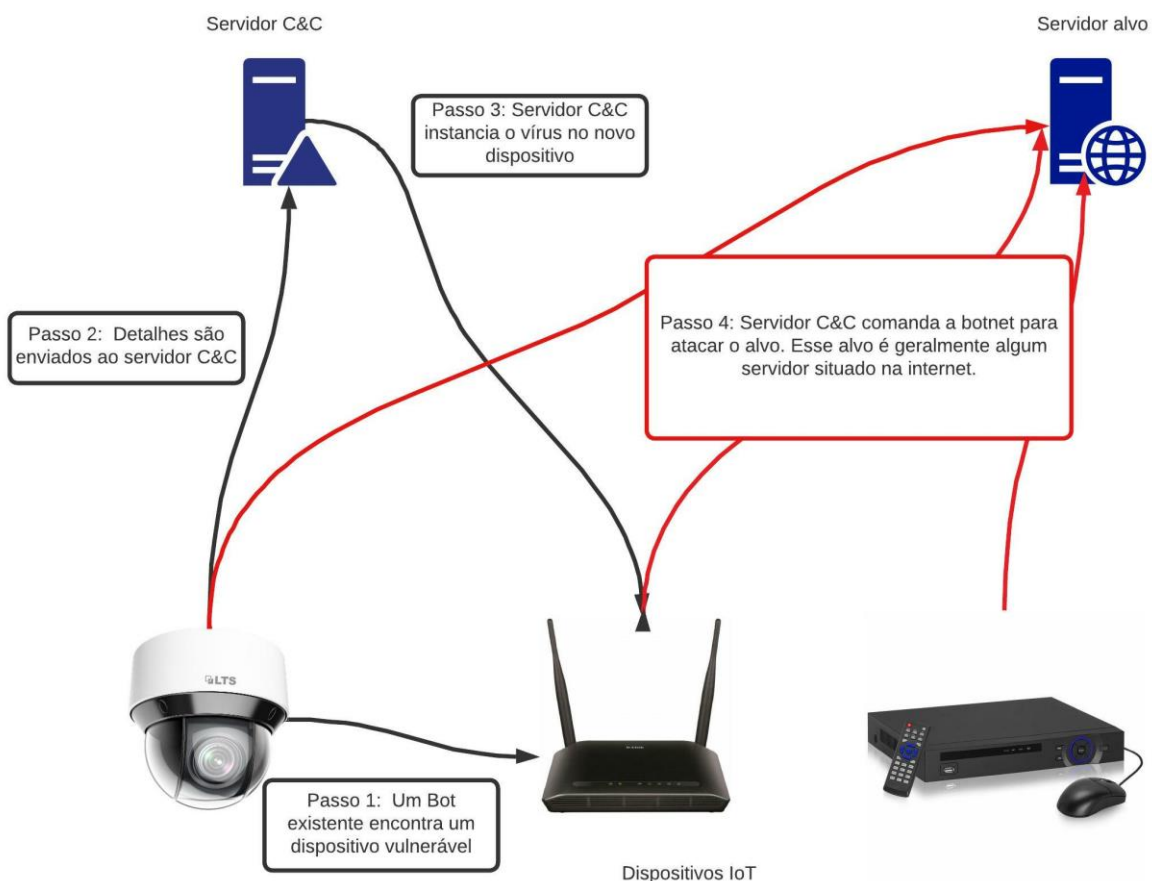 Servidor C&C
Servidor alvo
Passo 3: Servidor C&C
instancia o vírus no novo
dispositivo
Passo 4: Servidor C&C comanda a botnet para
atacar o alvo. Esse alvo é geralmente algum
servidor situado na internet.
Passo 2: Detalhes são
enviados ao servidor C&C
LTS
Passo 1: Um Bot
existente encontra um
dispositivo vulnerável
Dispositivos IoT